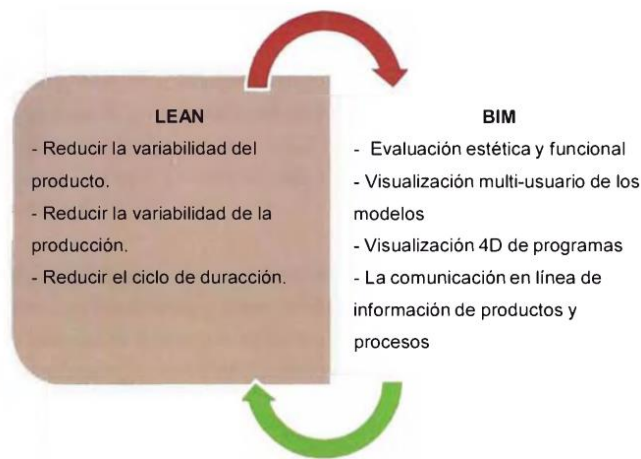 LEAN
- Reducir la variabilidad del
producto.
- Reducir la variabilidad de la
producción.
- Reducir el ciclo de duracción.
BIM
- Evaluación estética y funcional
- Visualización multi-usuario de los
modelos
- Visualización 4D de programas
- La comunicación en línea de
información de productos y
procesos